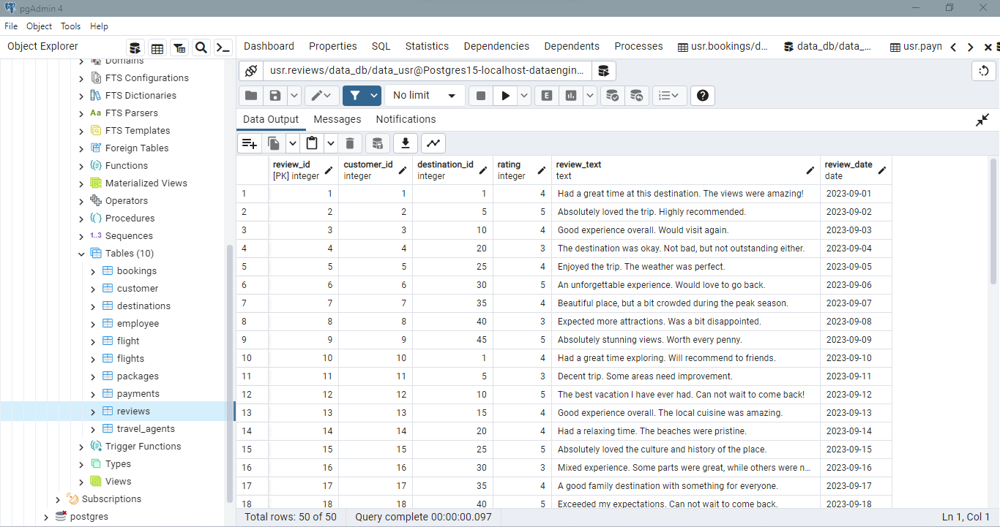 pgAdmin 4
File Object Tools Help
Object Explorer
Dashboard Properties SQL Statistics Dependencies Dependents Processes usr.bookings/d... data_db/data_... usr.payn
Domains
FTS Configurations
FTS Dictionaries
Aa FTS Parsers
FTS Templates
Foreign Tables
Functions
Materialized Views
Operators
Procedures
1..3 Sequences
Tables (10)
bookings
customer
destinations
employee
flight
flights
packages
payments
reviews
travel_agents
Trigger Functions
Types
Views
Subscriptions
postgres
usr.reviews/data_db/data_usr@Postgres15-localhost-dataengin...
No limit E
Data Output Messages Notifications
review_id customer_id destination_id rating review_text review_date
[PK] integer integer integer integer text date
1 1 1 1 4 Had a great time at this destination. The views were amazing! 2023-09-01
2 2 2 5 5 Absolutely loved the trip. Highly recommended. 2023-09-02
3 3 3 10 4 Good experience overall. Would visit again. 2023-09-03
4 4 4 20 3 The destination was okay. Not bad, but not outstanding either. 2023-09-04
5 5 5 25 4 Enjoyed the trip. The weather was perfect. 2023-09-05
6 6 6 30 5 An unforgettable experience. Would love to go back. 2023-09-06
7 7 7 35 4 Beautiful place, but a bit crowded during the peak season. 2023-09-07
8 8 8 40 3 Expected more attractions. Was a bit disappointed. 2023-09-08
9 9 9 45 5 Absolutely stunning views. Worth every penny. 2023-09-09
10 10 10 1 4 Had a great time exploring. Will recommend to friends. 2023-09-10
11 11 11 5 3 Decent trip. Some areas need improvement. 2023-09-11
12 12 12 10 5 The best vacation I have ever had. Can not wait to come back! 2023-09-12
13 13 13 15 4 Good experience overall. The local cuisine was amazing. 2023-09-13
14 14 14 20 4 Had a relaxing time. The beaches were pristine. 2023-09-14
15 15 15 25 5 Absolutely loved the culture and history of the place. 2023-09-15
16 16 16 30 3 Mixed experience. Some parts were great, while others were n... 2023-09-16
17 17 17 35 4 A good family destination with something for everyone. 2023-09-17
18 18 18 40 5 Exceeded my expectations. Can not wait to come back. 2023-09-18
Total rows: 50 of 50 Query complete 00:00:00.097 Ln 1, Col 1